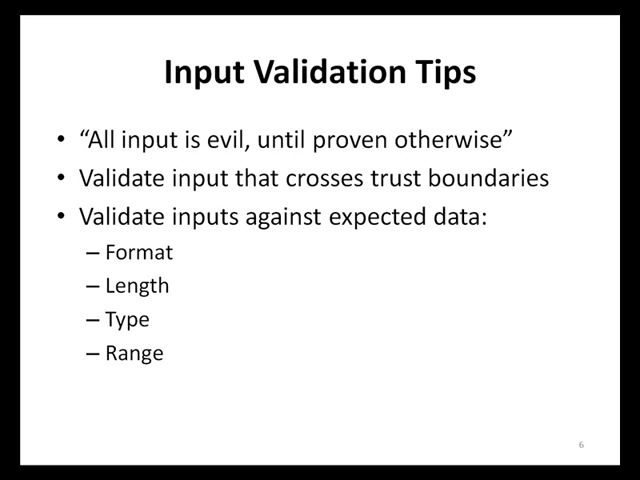 Input Validation Tips
• “All input is evil, until proven otherwise”
• Validate input that crosses trust boundaries
• Validate inputs against expected data:
– Format
– Length
– Type
– Range
6